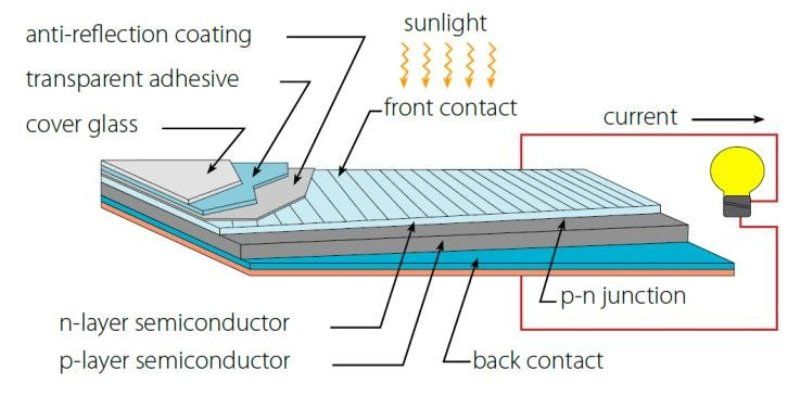 anti-reflection coating
transparent adhesive
cover glass
sunlight
front contact
current
n-layer semiconductor
p-layer semiconductor
back contact
p-n junction